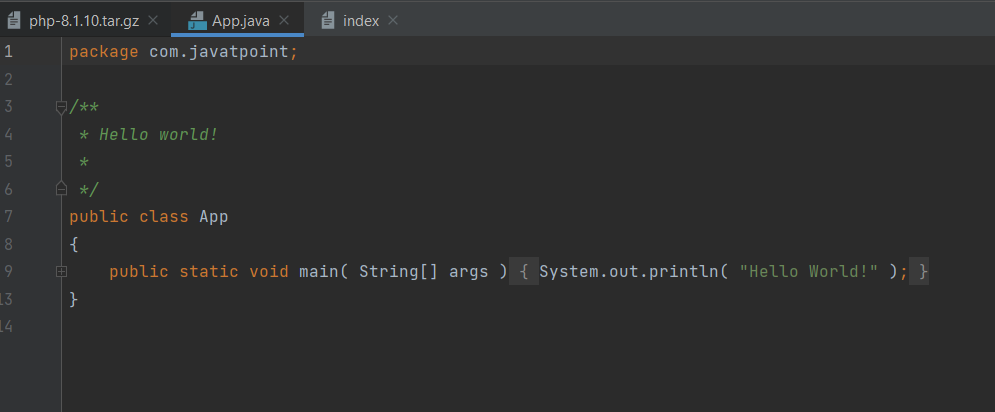 php-8.1.10.tar.gz App.java index
1 package com.javatpoint;
2
3 /**
4 * Hello world!
5 *
6 */
7 public class App
8 {
9 public static void main( String[] args ) { System.out.println( "Hello World!" ); }
13 }
14